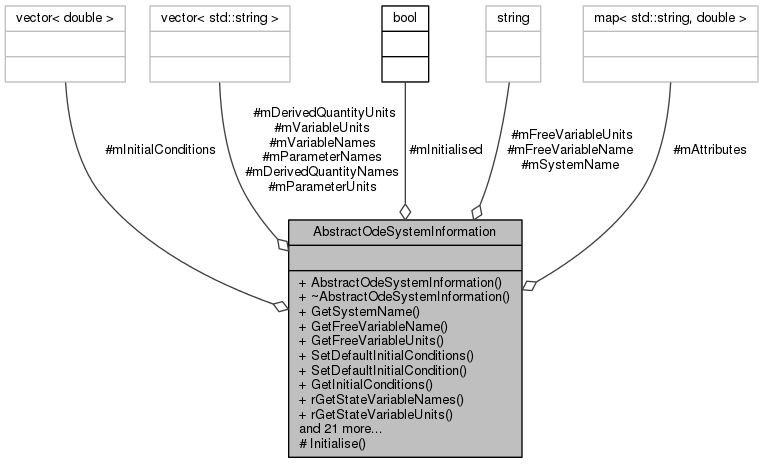 vector< double >
vector< std::string >
bool
string
map< std::string, double >
#mInitialConditions
#mDerivedQuantityUnits
#mVariableUnits
#mVariableNames
#mParameterNames
#mDerivedQuantityNames
#mParameterUnits
#mInitialised
#mFreeVariableUnits
#mFreeVariableName
#mSystemName
#mAttributes
AbstractOdeSystemInformation
+ AbstractOdeSystemInformation()
+ ~AbstractOdeSystemInformation()
+ GetSystemName()
+ GetFreeVariableName()
+ GetFreeVariableUnits()
+ SetDefaultInitialConditions()
+ SetDefaultInitialCondition()
+ GetInitialConditions()
+ rGetStateVariableNames()
+ rGetStateVariableUnits()
and 21 more...
# Initialise()